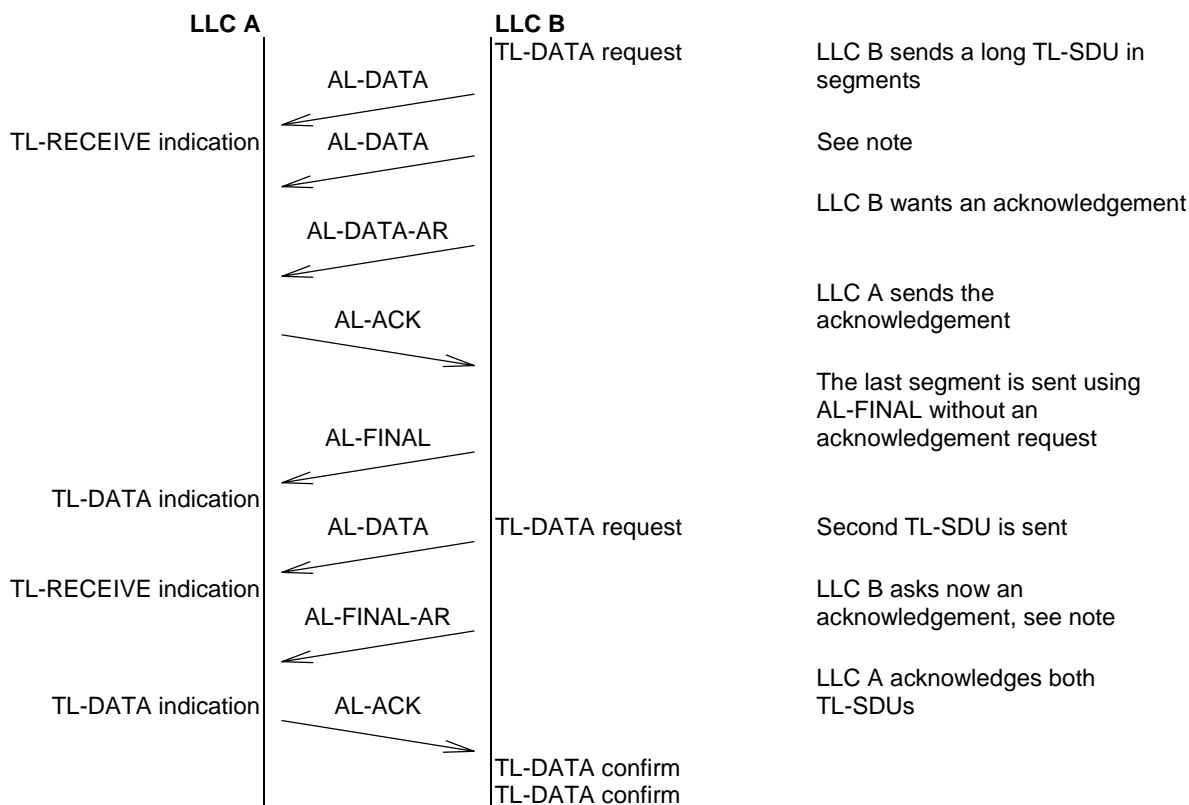 LLC A
LLC B
TL-DATA request
LLC B sends a long TL-SDU in
segments
AL-DATA
TL-RECEIVE indication
AL-DATA
See note
LLC B wants an acknowledgement
AL-DATA-AR
LLC A sends the
acknowledgement
AL-ACK
The last segment is sent using
AL-FINAL without an
acknowledgement request
AL-FINAL
TL-DATA indication
AL-DATA
TL-DATA request
Second TL-SDU is sent
TL-RECEIVE indication
LLC B asks now an
acknowledgement, see note
AL-FINAL-AR
LLC A acknowledges both
TL-SDUs
TL-DATA indication
AL-ACK
TL-DATA confirm
TL-DATA confirm